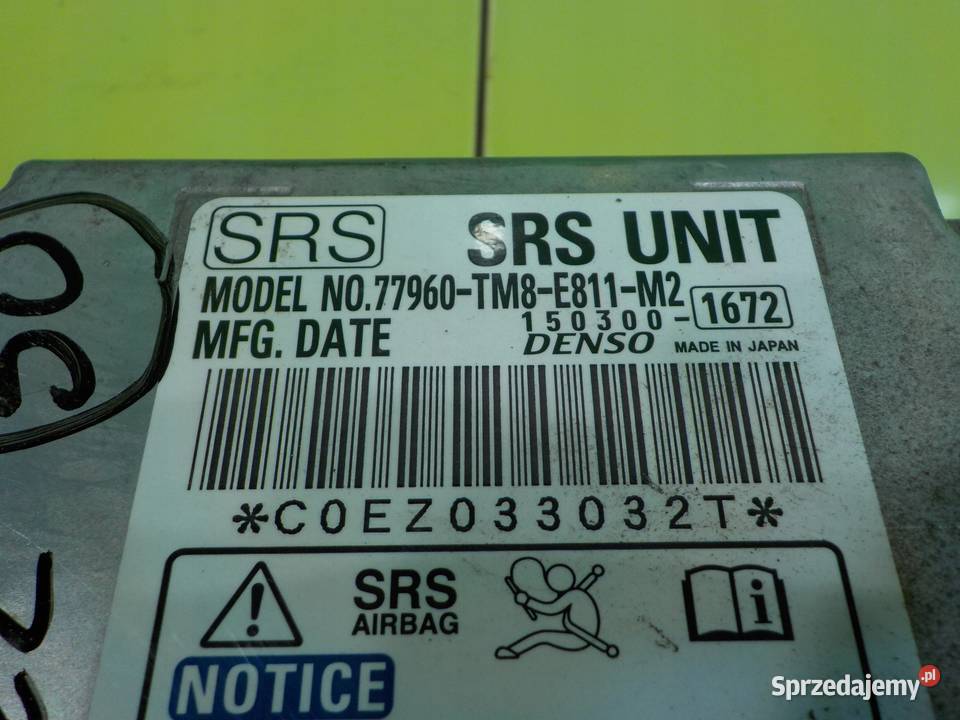 SRS SRS UNIT
MODEL NO.77960-TM8-E811-M2
MFG. DATE 150300-1672
DENSO MADE IN JAPAN
*C0EZ033032T*
SRS
AIRBAG
i
NOTICE
Sprzedajemy.pl